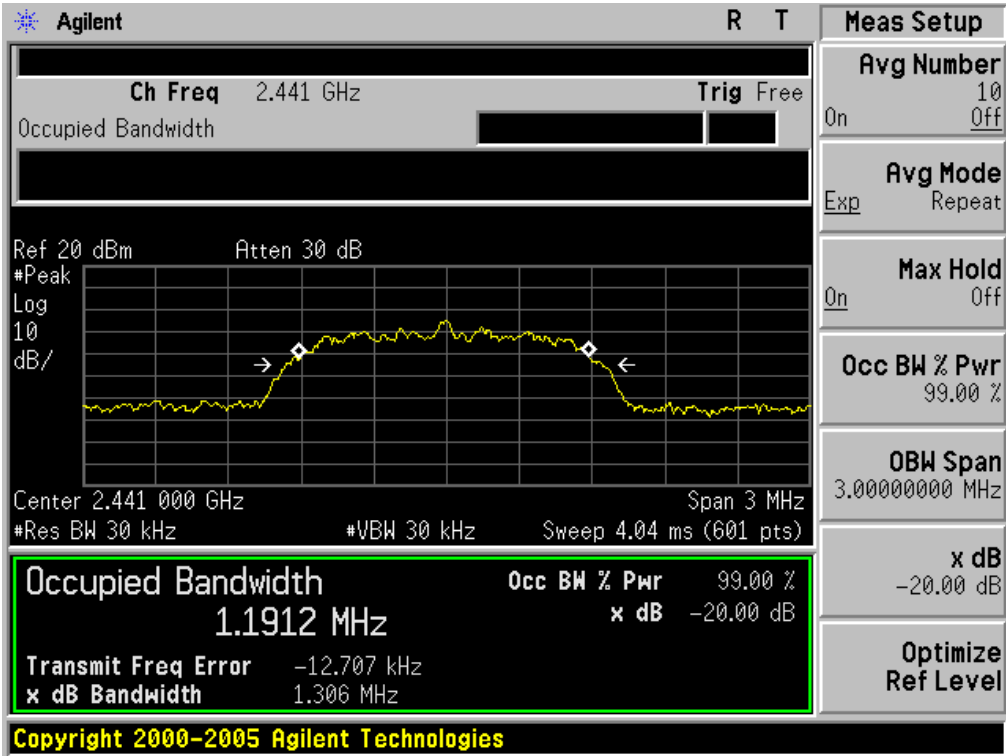 Agilent R T
Ch Freq 2.441 GHz Trig Free
Occupied Bandwidth
Ref 20 dBm Atten 30 dB
#Peak
Log
10
dB/
Center 2.441 000 GHz Span 3 MHz
#Res BW 30 kHz #VBW 30 kHz Sweep 4.04 ms (601 pts)
Occupied Bandwidth Occ BW % Pwr 99.00 %
1.1912 MHz x dB -20.00 dB
Transmit Freq Error -12.707 kHz
x dB Bandwidth 1.306 MHz
Copyright 2000-2005 Agilent Technologies
Meas Setup
Avg Number
10
On Off
Avg Mode
Exp Repeat
Max Hold
On Off
Occ BW % Pwr
99.00 %
OBW Span
3.00000000 MHz
x dB
-20.00 dB
Optimize
Ref Level